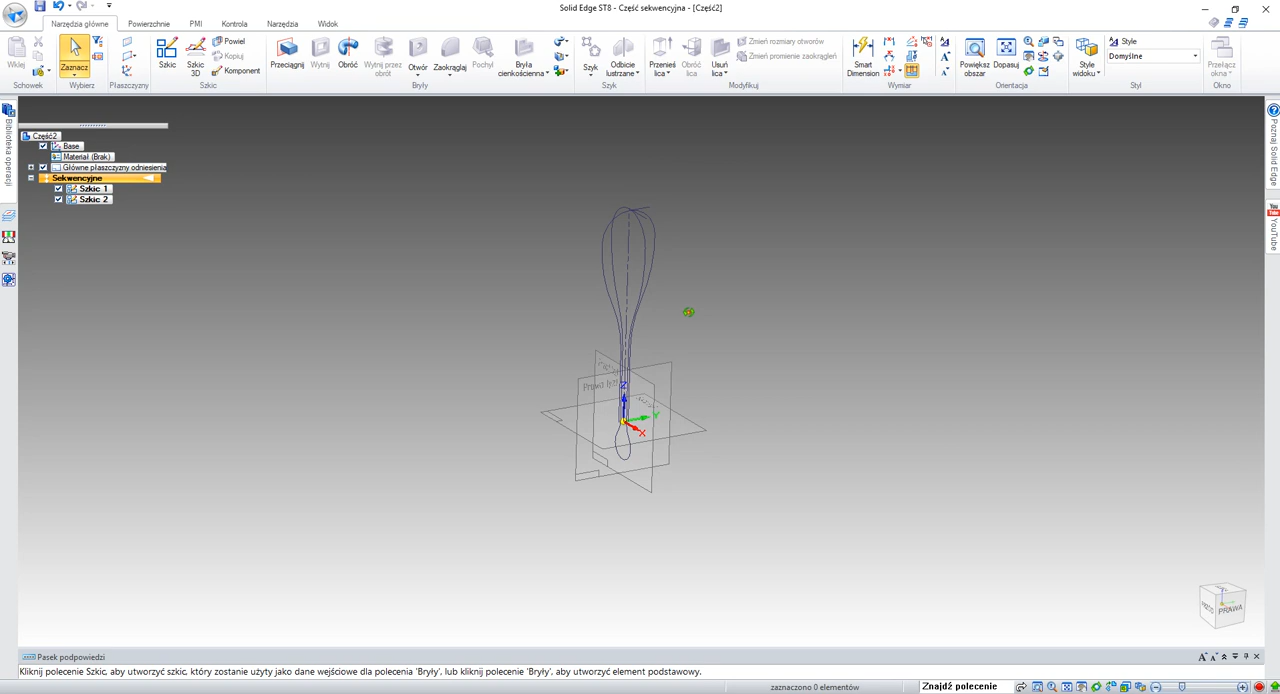 Solid Edge ST8 - Część sekwencyjna - [Część2]
Narzędzia główne Powierzchnie PMI Kontrola Narzędzia Widok
Wklej
Schowek
Zaznacz
Wybierz
Płaszczyzny
Szkic
Szkic 3D
Powiel
Kopiuj
Komponent
Szkic
Przeciągnij
Wytnij
Obróć
Wytnij przez obrót
Otwór
Zaokrąglaj
Pochyl
Bryła cienkościenna
Bryły
Szyk
Odbicie lustrzane
Szyk
Przenieś lica
Obróć lica
Usuń lica
Zmień rozmiary otworów
Zmień promienie zaokrągleń
Modyfikuj
Smart Dimension
Wymiar
Powiększ obszar
Dopasuj
Orientacja
Style widoku
Style
Domyślne
Styl
Przełącz okna
Okno
Biblioteka operacji
Część2
Base
Materiał (Brak)
Główne płaszczyzny odniesienia
Sekwencyjne
Szkic 1
Szkic 2
Z
Y
X
PRAWA
Poznaj Solid Edge
You Tube
YouTube
Pasek podpowiedzi
Kliknij polecenie Szkic, aby utworzyć szkic, który zostanie użyty jako dane wejściowe dla polecenia 'Bryły', lub kliknij polecenie 'Bryły', aby utworzyć element podstawowy.
zaznaczono 0 elementów
Znajdź polecenie